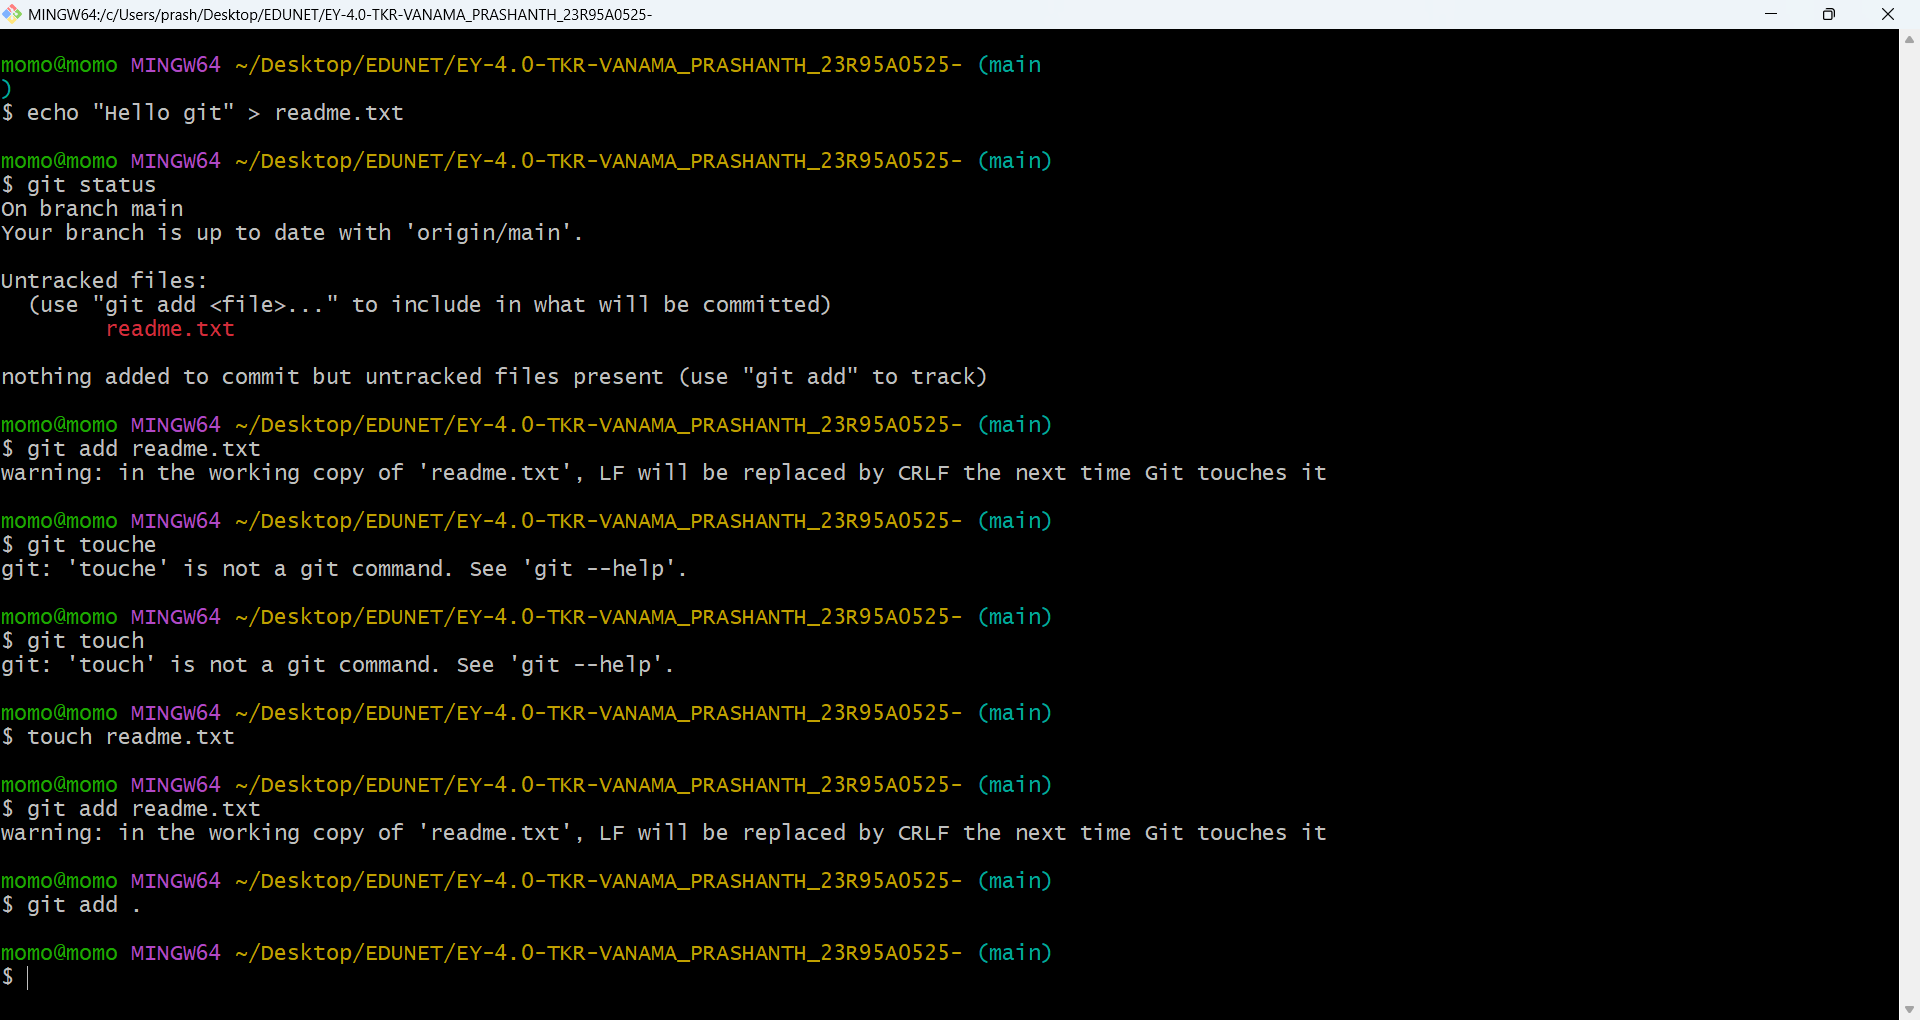 MINGW64:/c/Users/prash/Desktop/EDUNET/EY-4.0-TKR-VANAMA_PRASHANTH_23R95A0525-
momo@momo MINGW64 ~/Desktop/EDUNET/EY-4.0-TKR-VANAMA_PRASHANTH_23R95A0525- (main
)
$ echo "Hello git" > readme.txt
momo@momo MINGW64 ~/Desktop/EDUNET/EY-4.0-TKR-VANAMA_PRASHANTH_23R95A0525- (main)
$ git status
On branch main
Your branch is up to date with 'origin/main'.
Untracked files:
  (use "git add <file>..." to include in what will be committed)
        readme.txt
nothing added to commit but untracked files present (use "git add" to track)
momo@momo MINGW64 ~/Desktop/EDUNET/EY-4.0-TKR-VANAMA_PRASHANTH_23R95A0525- (main)
$ git add readme.txt
warning: in the working copy of 'readme.txt', LF will be replaced by CRLF the next time Git touches it
momo@momo MINGW64 ~/Desktop/EDUNET/EY-4.0-TKR-VANAMA_PRASHANTH_23R95A0525- (main)
$ git touche
git: 'touche' is not a git command. See 'git --help'.
momo@momo MINGW64 ~/Desktop/EDUNET/EY-4.0-TKR-VANAMA_PRASHANTH_23R95A0525- (main)
$ git touch
git: 'touch' is not a git command. See 'git --help'.
momo@momo MINGW64 ~/Desktop/EDUNET/EY-4.0-TKR-VANAMA_PRASHANTH_23R95A0525- (main)
$ touch readme.txt
momo@momo MINGW64 ~/Desktop/EDUNET/EY-4.0-TKR-VANAMA_PRASHANTH_23R95A0525- (main)
$ git add readme.txt
warning: in the working copy of 'readme.txt', LF will be replaced by CRLF the next time Git touches it
momo@momo MINGW64 ~/Desktop/EDUNET/EY-4.0-TKR-VANAMA_PRASHANTH_23R95A0525- (main)
$ git add .
momo@momo MINGW64 ~/Desktop/EDUNET/EY-4.0-TKR-VANAMA_PRASHANTH_23R95A0525- (main)
$